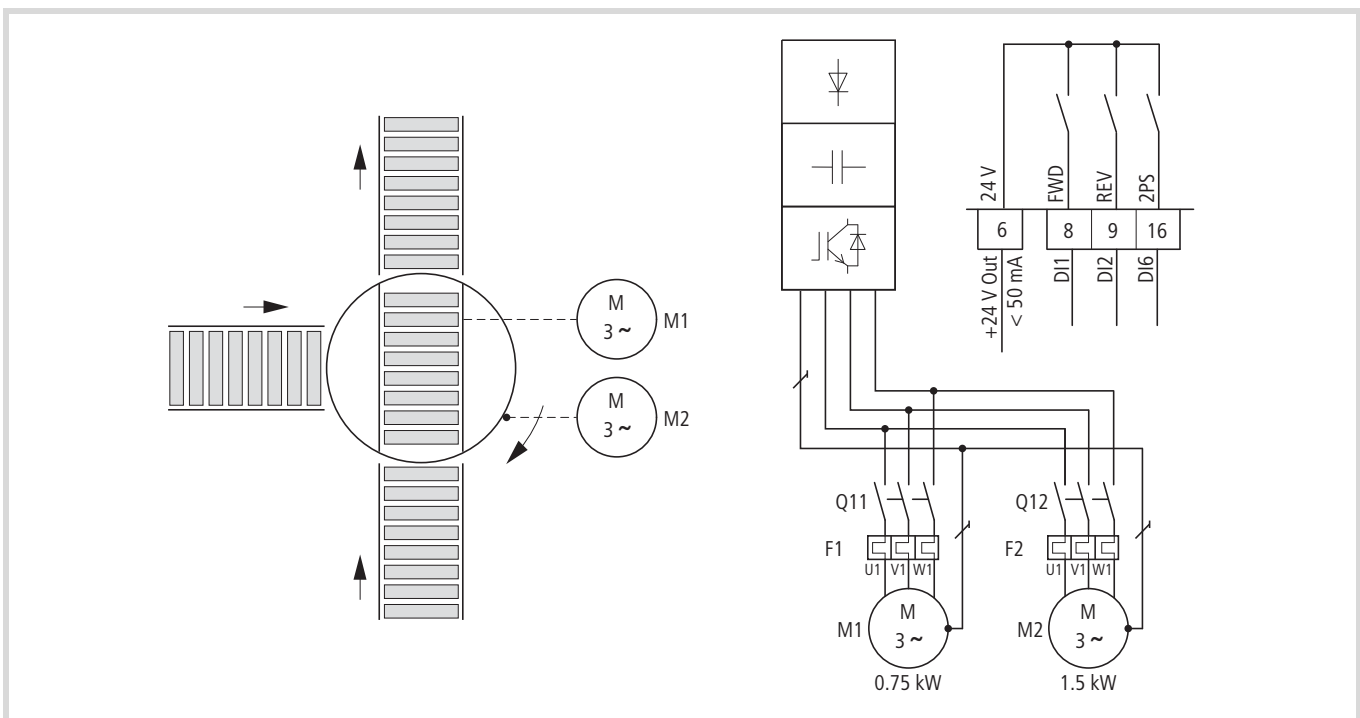 M
3 ~
M1
M
3 ~
M2
24 V
FWD
REV
2PS
6
8
9
16
+24 V Out
< 50 mA
DI1
DI2
DI6
Q11
Q12
F1
F2
U1 V1 W1
U1 V1 W1
M1
M
3 ~
0.75 kW
M2
M
3 ~
1.5 kW